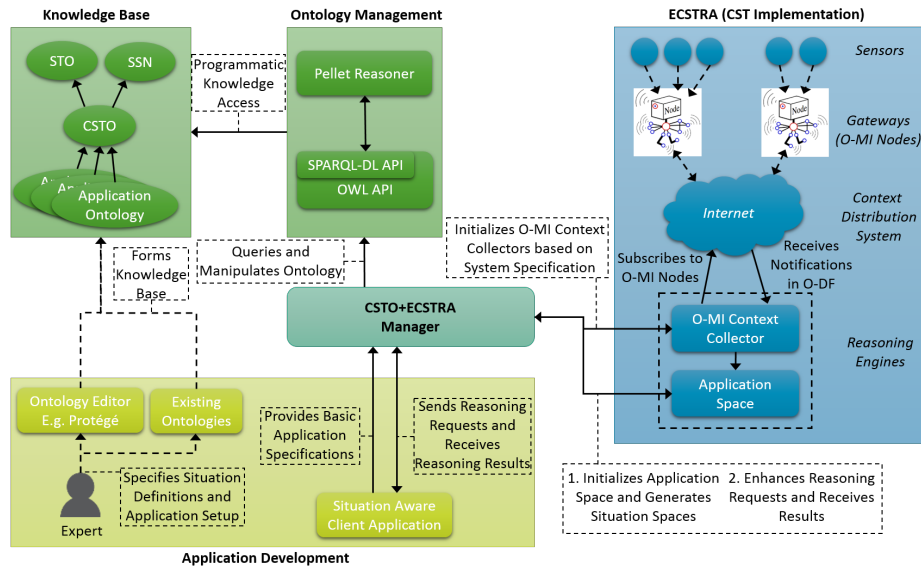 Knowledge Base
Ontology Management
ECSTRA (CST Implementation)
STO
SSN
CSTO
Application
Ontology
Programmatic
Knowledge
Access
Pellet Reasoner
SPARQL-DL API
OWL API
Sensors
Node
Node
Gateways
(O-MI Nodes)
Internet
Context
Distribution
System
Subscribes to
O-MI Nodes
Receives
Notifications
in O-DF
O-MI Context
Collector
Application
Space
Reasoning
Engines
Forms
Knowledge
Base
Queries and
Manipulates Ontology
Initializes O-MI Context
Collectors based on
System Specification
CSTO+ECSTRA
Manager
Ontology Editor
E.g. Protégé
Existing
Ontologies
Provides Basic
Application
Specifications
Sends Reasoning
Requests and
Receives
Reasoning Results
Specifies Situation
Definitions and
Application Setup
Expert
Situation Aware
Client Application
Application Development
1. Initializes Application
Space and Generates
Situation Spaces
2. Enhances Reasoning
Requests and Receives
Results